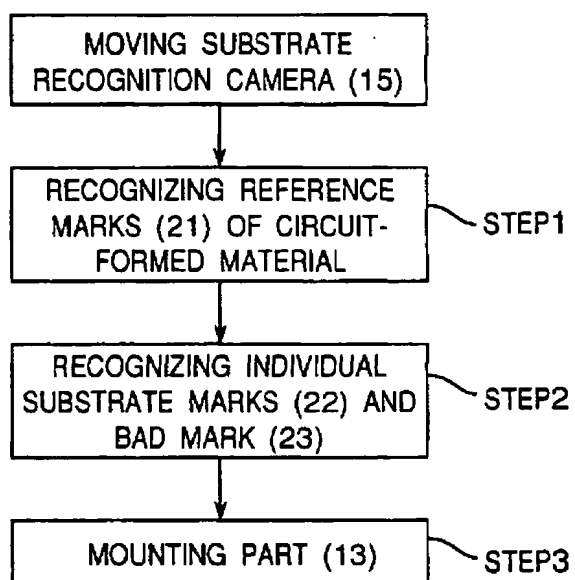 MOVING SUBSTRATE
RECOGNITION CAMERA (15)
RECOGNIZING REFERENCE
MARKS (21) OF CIRCUIT-
FORMED MATERIAL
STEP1
RECOGNIZING INDIVIDUAL
SUBSTRATE MARKS (22) AND
BAD MARK (23)
STEP2
MOUNTING PART (13)
STEP3